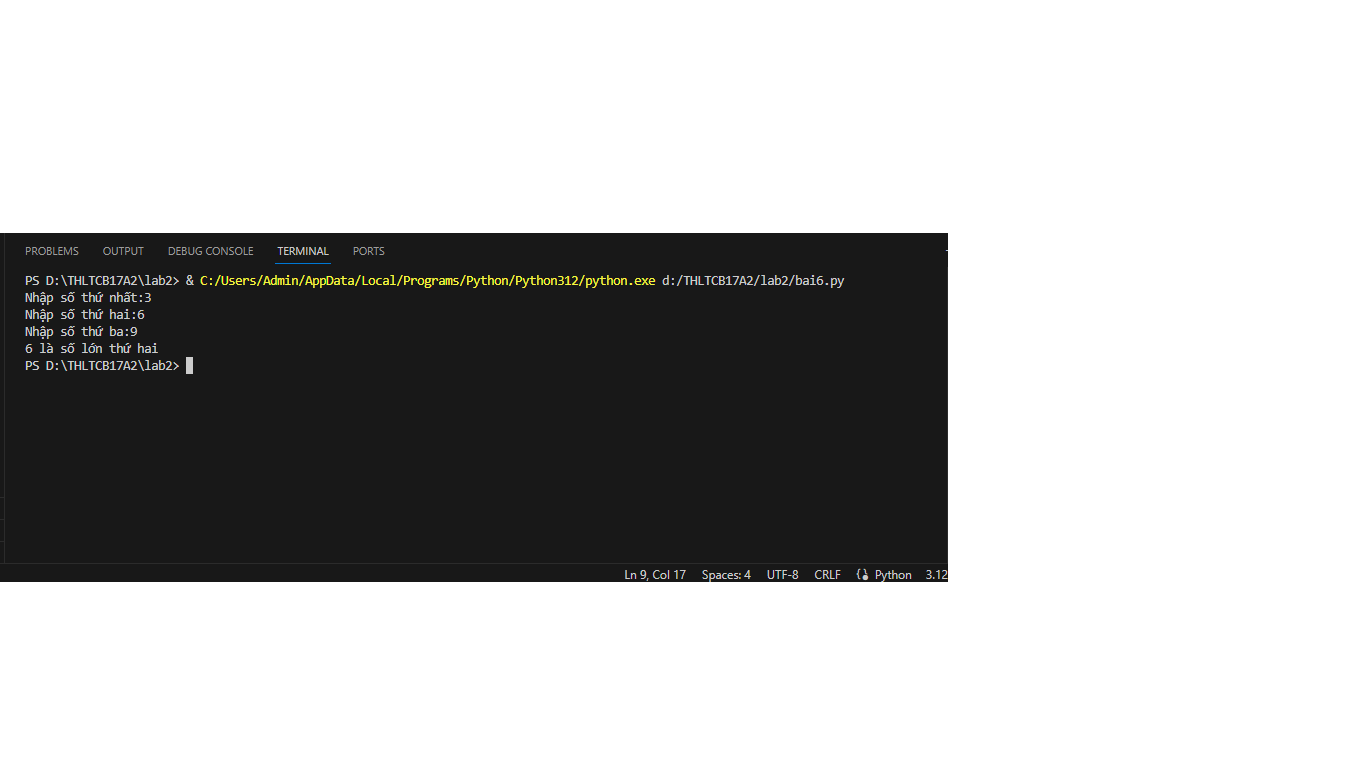 PROBLEMS OUTPUT DEBUG CONSOLE TERMINAL PORTS
PS D:\THLTCB17A2\lab2> & C:/Users/Admin/AppData/Local/Programs/Python/Python312/python.exe d:/THLTCB17A2/lab2/bai6.py
Nhập số thứ nhất:3
Nhập số thứ hai:6
Nhập số thứ ba:9
6 là số lớn thứ hai
PS D:\THLTCB17A2\lab2>
Ln 9, Col 17 Spaces: 4 UTF-8 CRLF Python 3.12